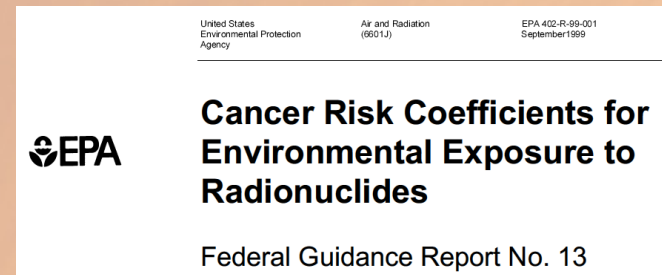 United States
Environmental Protection
Agency
Air and Radiation
(6601J)
EPA 402-R-99-001
September1999
EPA
Cancer Risk Coefficients for
Environmental Exposure to
Radionuclides
Federal Guidance Report No. 13